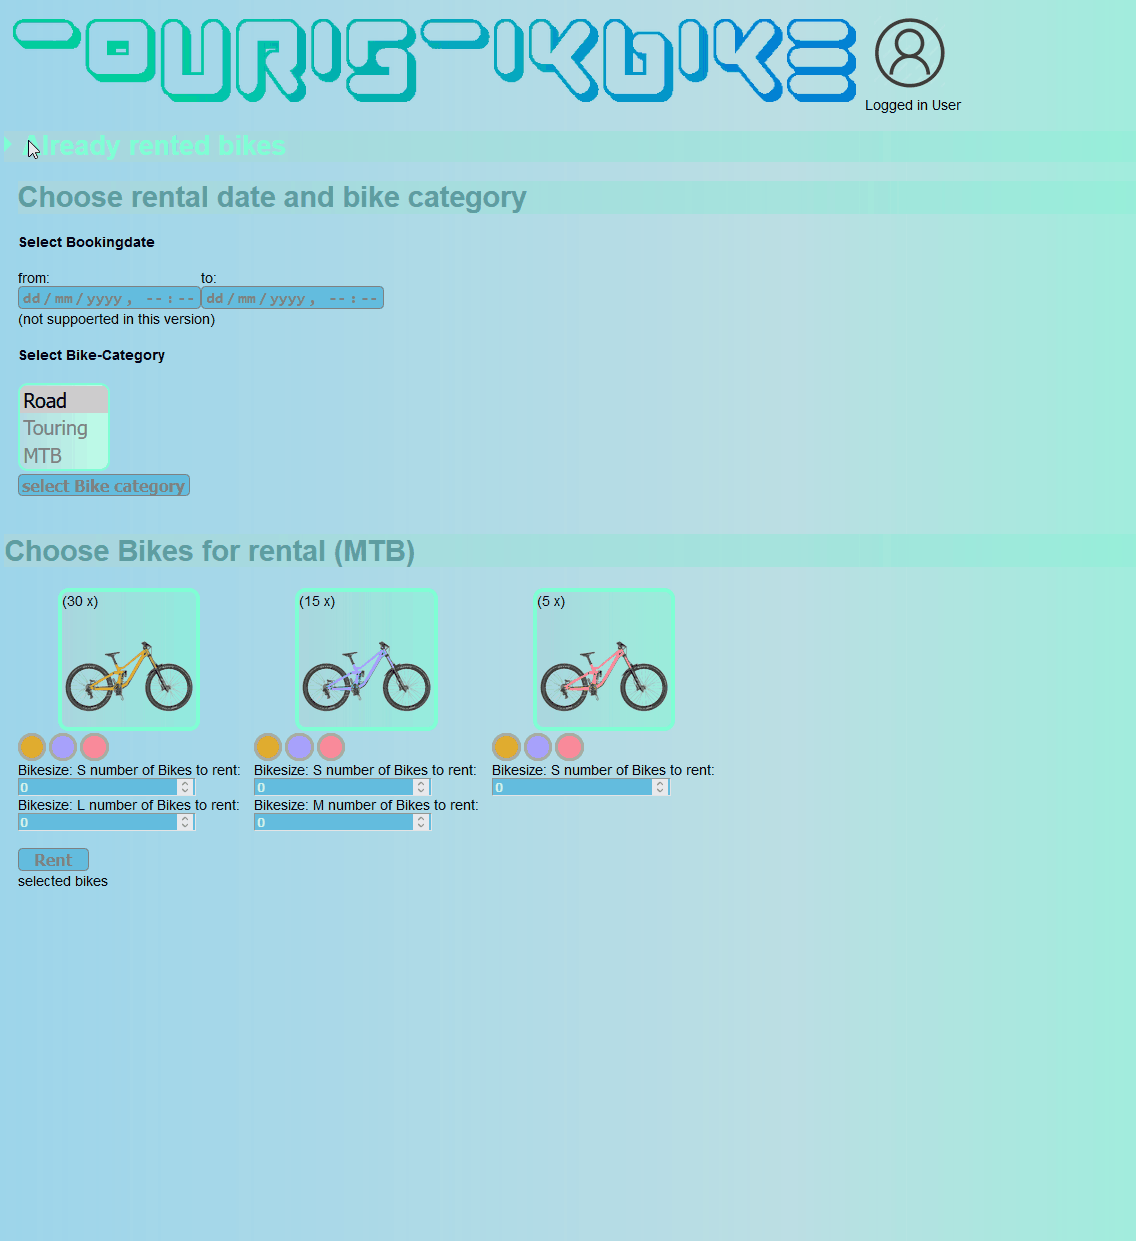 TOURISTIKBIKE
Logged in User
Already rented bikes
Choose rental date and bike category
Select Bookingdate
from: to:
dd/mm/yyyy, --:-- dd/mm/yyyy, --:--
(not suppoerted in this version)
Select Bike-Category
Road
Touring
MTB
select Bike category
Choose Bikes for rental (MTB)
(30 x) (15 x) (5 x)
Bikesize: S number of Bikes to rent: Bikesize: S number of Bikes to rent: Bikesize: S number of Bikes to rent:
0 0 0
Bikesize: L number of Bikes to rent: Bikesize: M number of Bikes to rent:
0 0
Rent
selected bikes